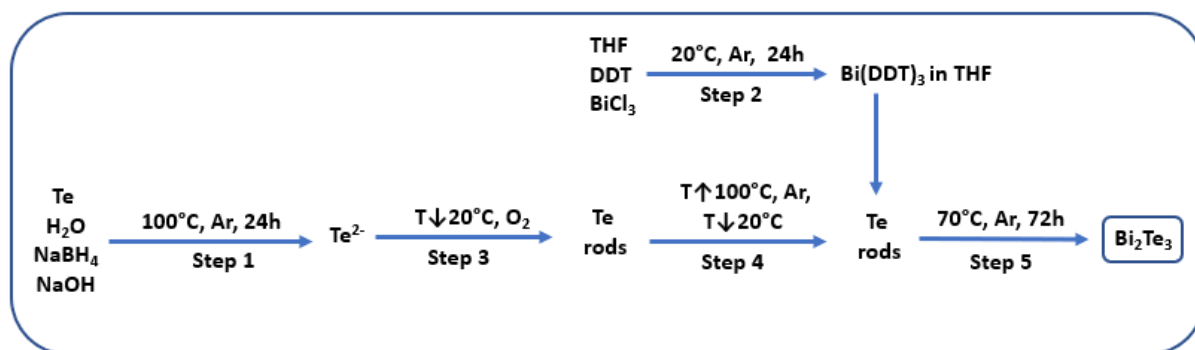 THF
DDT
BiCl₃
20°C, Ar, 24h
Step 2
Bi(DDT)₃ in THF
Te
H₂O
NaBH₄
NaOH
100°C, Ar, 24h
Step 1
Te²⁻
T↓20°C, O₂
Step 3
Te
rods
T↑100°C, Ar,
T↓20°C
Step 4
Te
rods
70°C, Ar, 72h
Step 5
Bi₂Te₃